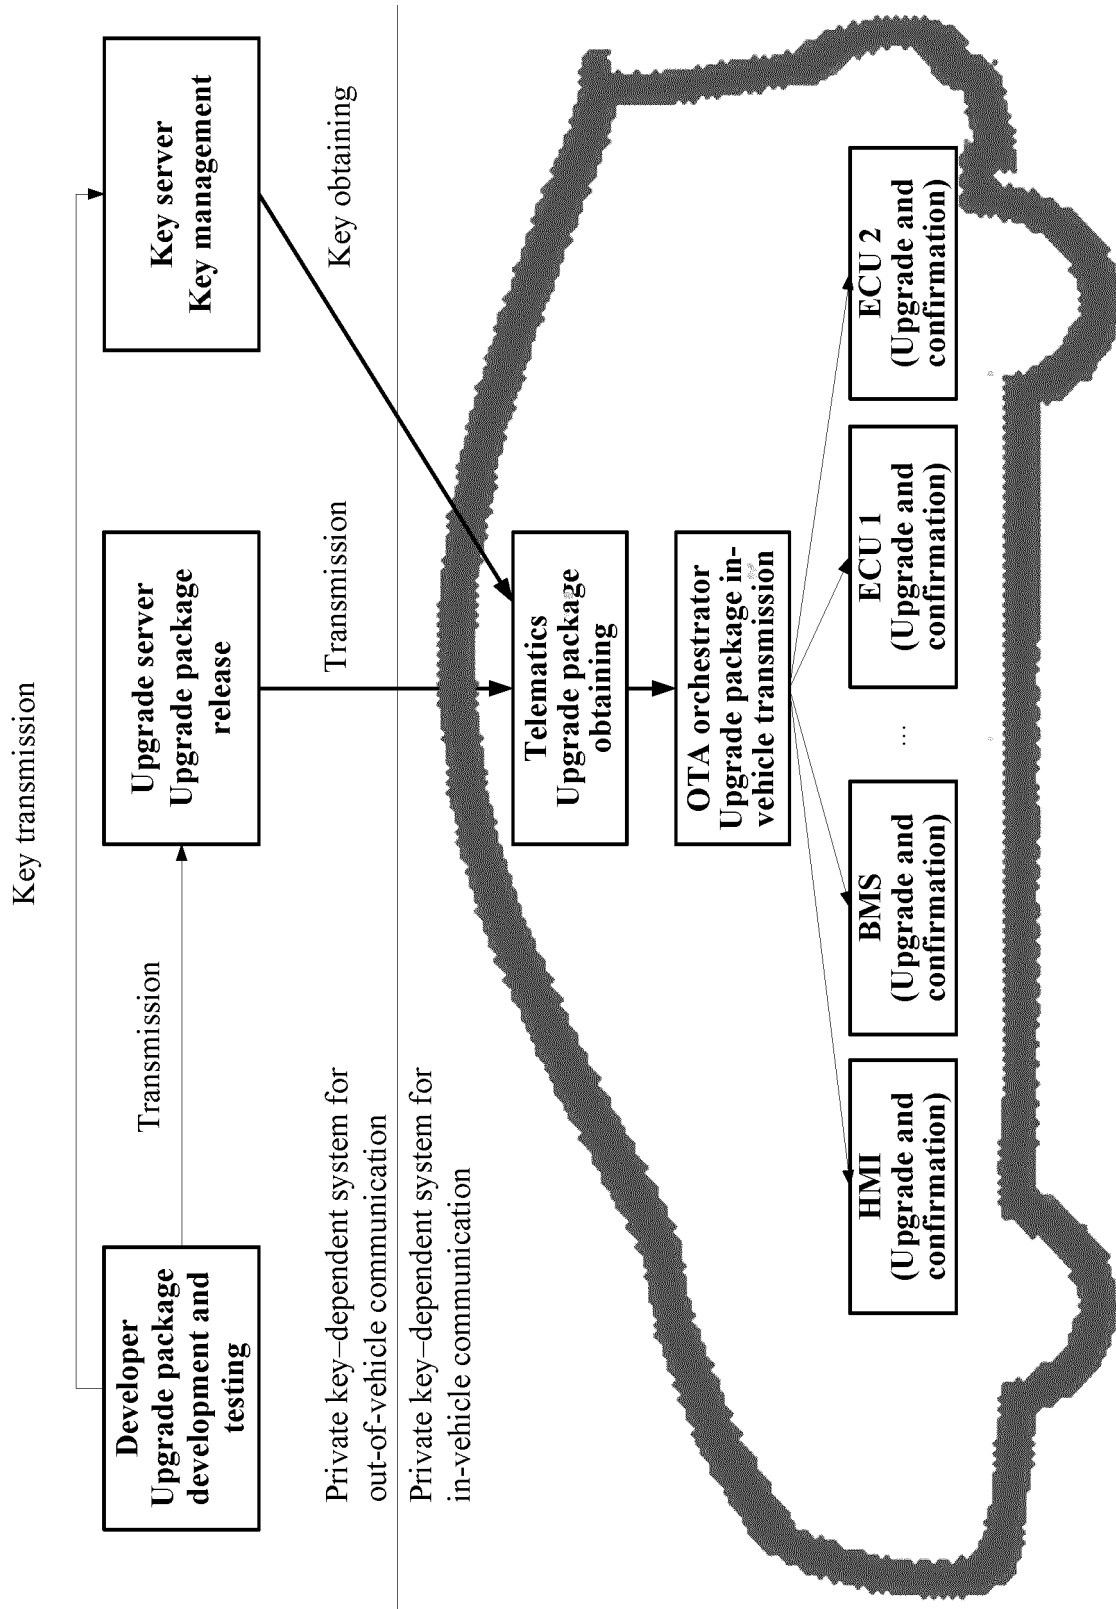 Key transmission
Developer
Upgrade package
development and
testing
Transmission
Upgrade server
Upgrade package
release
Key server
Key management
Private key–dependent system for
out-of-vehicle communication
Transmission
Key obtaining
Private key–dependent system for
in-vehicle communication
Telematics
Upgrade package
obtaining
OTA orchestrator
Upgrade package in-
vehicle transmission
HMI
(Upgrade and
confirmation)
BMS
(Upgrade and
confirmation)
...
ECU 1
(Upgrade and
confirmation)
ECU 2
(Upgrade and
confirmation)